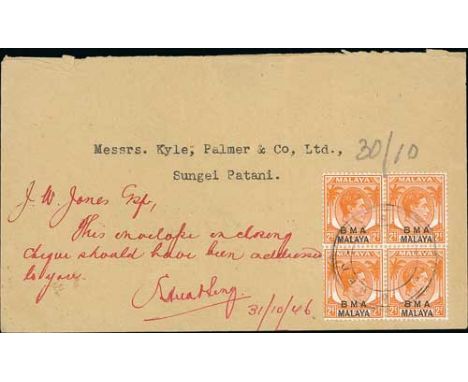 Messrs. Kyle, Palmer & Co, Ltd.,
30/10
Sungei Patani.
J. W. Jones Esq,
This envelope enclosing
cheque should have been addressed
to you.
31/10/46
MALAYA MALAYA
BMA BMA
MALAYA MALAYA
BMA BMA
MALAYA MALAYA